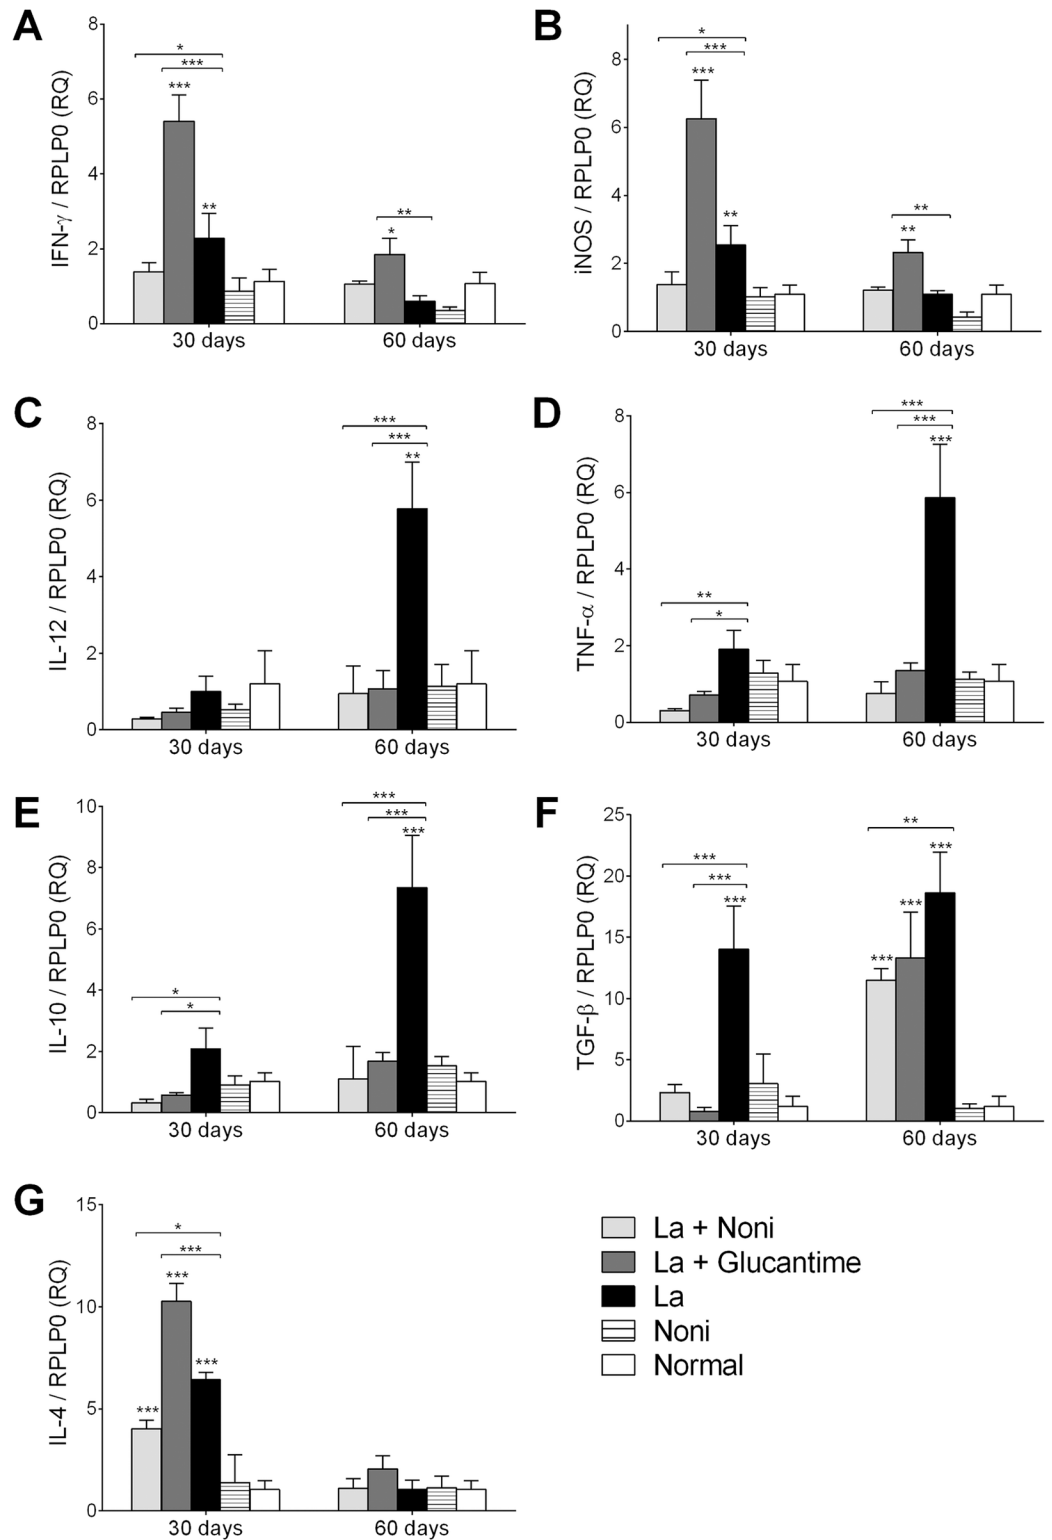 A
IFN-γ / RPLP0 (RQ)
8
6
4
2
0
*
***
***
**
**
*
30 days
60 days
B
iNOS / RPLP0 (RQ)
8
6
4
2
0
*
***
***
**
**
**
30 days
60 days
C
IL-12 / RPLP0 (RQ)
8
6
4
2
0
***
***
**
30 days
60 days
D
TNF-α / RPLP0 (RQ)
8
6
4
2
0
**
*
***
***
***
30 days
60 days
E
IL-10 / RPLP0 (RQ)
10
8
6
4
2
0
*
*
***
***
***
30 days
60 days
F
TGF-β / RPLP0 (RQ)
25
20
15
10
5
0
***
***
***
**
***
***
***
30 days
60 days
G
IL-4 / RPLP0 (RQ)
15
10
5
0
*
***
***
***
***
30 days
60 days
La + Noni
La + Glucantime
La
Noni
Normal